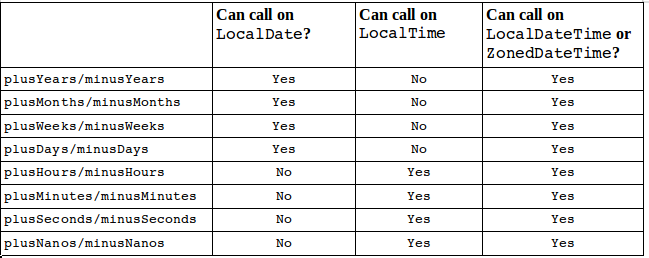 Can call on LocalDate? Can call on LocalTime Can call on LocalDateTime or ZonedDateTime?
plusYears/minusYears Yes No Yes
plusMonths/minusMonths Yes No Yes
plusWeeks/minusWeeks Yes No Yes
plusDays/minusDays Yes No Yes
plusHours/minusHours No Yes Yes
plusMinutes/minusMinutes No Yes Yes
plusSeconds/minusSeconds No Yes Yes
plusNanos/minusNanos No Yes Yes